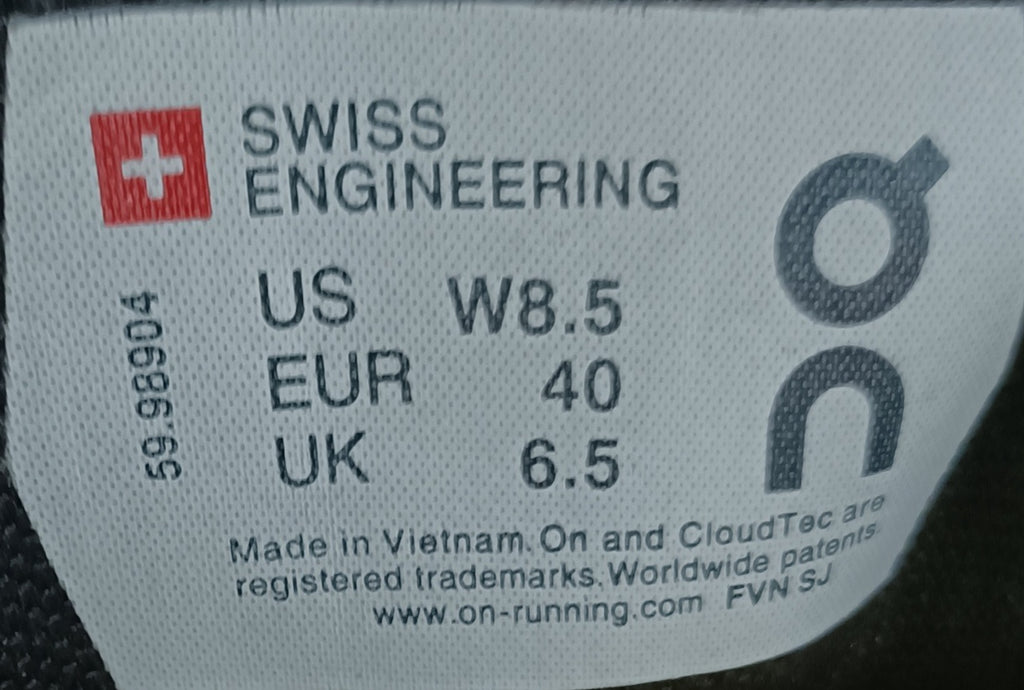 SWISS
ENGINEERING
US W8.5
EUR 40
UK 6.5
59.98904
On
Made in Vietnam. On and CloudTec are
registered trademarks. Worldwide patents.
www.on-running.com FVN SJ